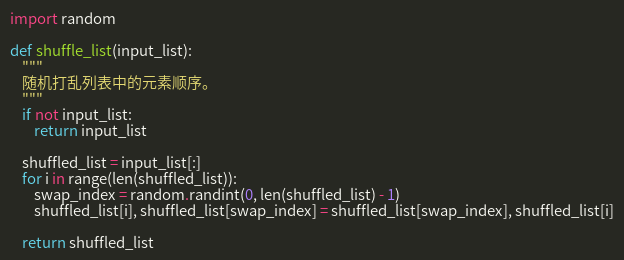 import random

def shuffle_list(input_list):
    """
    随机打乱列表中的元素顺序。
    """
    if not input_list:
        return input_list

    shuffled_list = input_list[:]
    for i in range(len(shuffled_list)):
        swap_index = random.randint(0, len(shuffled_list) - 1)
        shuffled_list[i], shuffled_list[swap_index] = shuffled_list[swap_index], shuffled_list[i]

    return shuffled_list